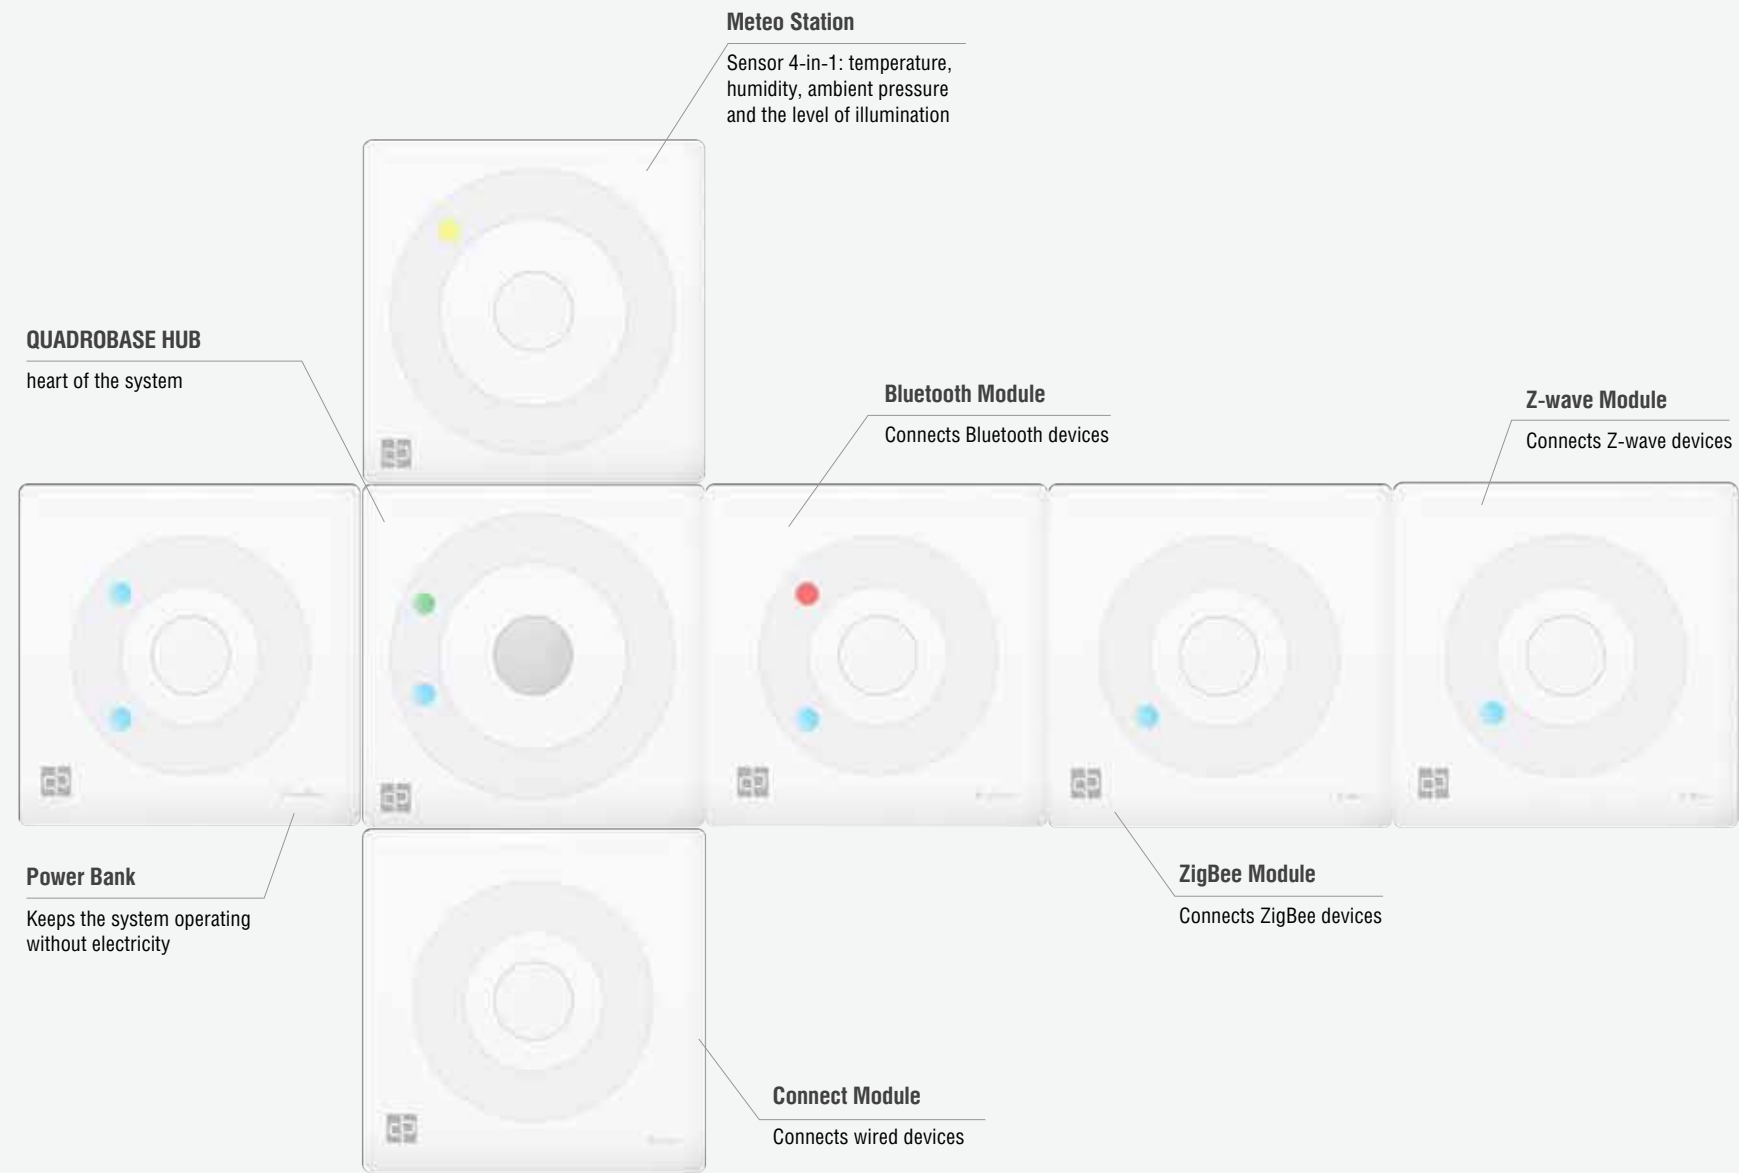 Meteo Station
Sensor 4-in-1: temperature,
humidity, ambient pressure
and the level of illumination
QUADROBASE HUB
heart of the system
Bluetooth Module
Connects Bluetooth devices
Z-wave Module
Connects Z-wave devices
Power Bank
Keeps the system operating
without electricity
ZigBee Module
Connects ZigBee devices
Connect Module
Connects wired devices